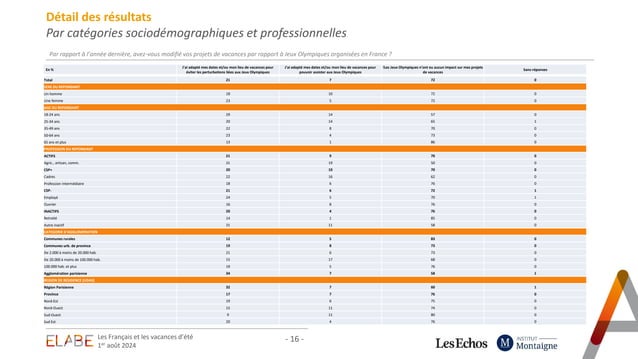 Détail des résultats
Par catégories sociodémographiques et professionnelles
Par rapport à l'année dernière, avez-vous modifié vos projets de vacances par rapport à Jeux Olympiques organisées en France ?
En % J'ai adapté mes dates et/ou mon lieu de vacances pour éviter les perturbations liées aux Jeux Olympiques J'ai adapté mes dates et/ou mon lieu de vacances pour pouvoir assister aux Jeux Olympiques Les Jeux Olympiques n'ont eu aucun impact sur mes projets de vacances Sans réponses
Total 21 7 72 0
SEXE DU REPONDANT
Un homme 18 10 72 0
Une femme 23 5 72 0
AGE DU REPONDANT
18-24 ans 29 14 57 0
25-34 ans 20 14 65 1
35-49 ans 22 8 70 0
50-64 ans 23 4 73 0
65 ans et plus 13 1 86 0
PROFESSION DU REPONDANT
ACTIFS 21 9 70 0
Agric., artisan, comm. 31 19 50 0
CSP+ 20 10 70 0
Cadres 22 16 62 0
Profession intermédiaire 18 6 76 0
CSP- 21 6 72 1
Employé 24 5 70 1
Ouvrier 16 8 76 0
INACTIFS 20 4 76 0
Retraité 14 1 85 0
Autre inactif 31 11 58 0
CATEGORIE D'AGGLOMERATION
Communes rurales 12 5 83 0
Communes urb. de province 19 8 73 0
De 2.000 à moins de 20.000 hab. 21 6 73 0
De 20.000 à moins de 100.000 hab. 15 17 68 0
100.000 hab. et plus 19 5 76 0
Agglomération parisienne 34 7 58 1
REGION DE RESIDENCE (UDA5)
Région Parisienne 32 7 60 1
Province 17 7 76 0
Nord Est 19 6 75 0
Nord Ouest 15 11 74 0
Sud Ouest 9 11 80 0
Sud Est 20 4 76 0
ELABE
Les Français et les vacances d'été
1er août 2024
- 16 -
Les Echos
INSTITUT
Montaigne